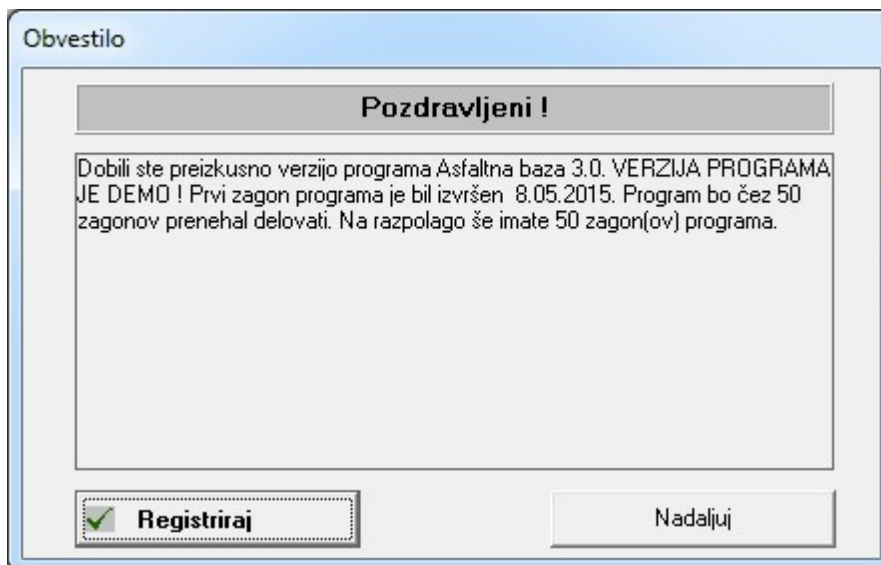 Obvestilo
Pozdravljeni !
Dobili ste preizkusno verzijo programa Asfaltna baza 3.0. VERZIJA PROGRAMA
JE DEMO ! Prvi zagon programa je bil izvršen  8.05.2015. Program bo čez 50
zagonov prenehal delovati. Na razpolago še imate 50 zagon(ov) programa.
Registriraj
Nadaljuj